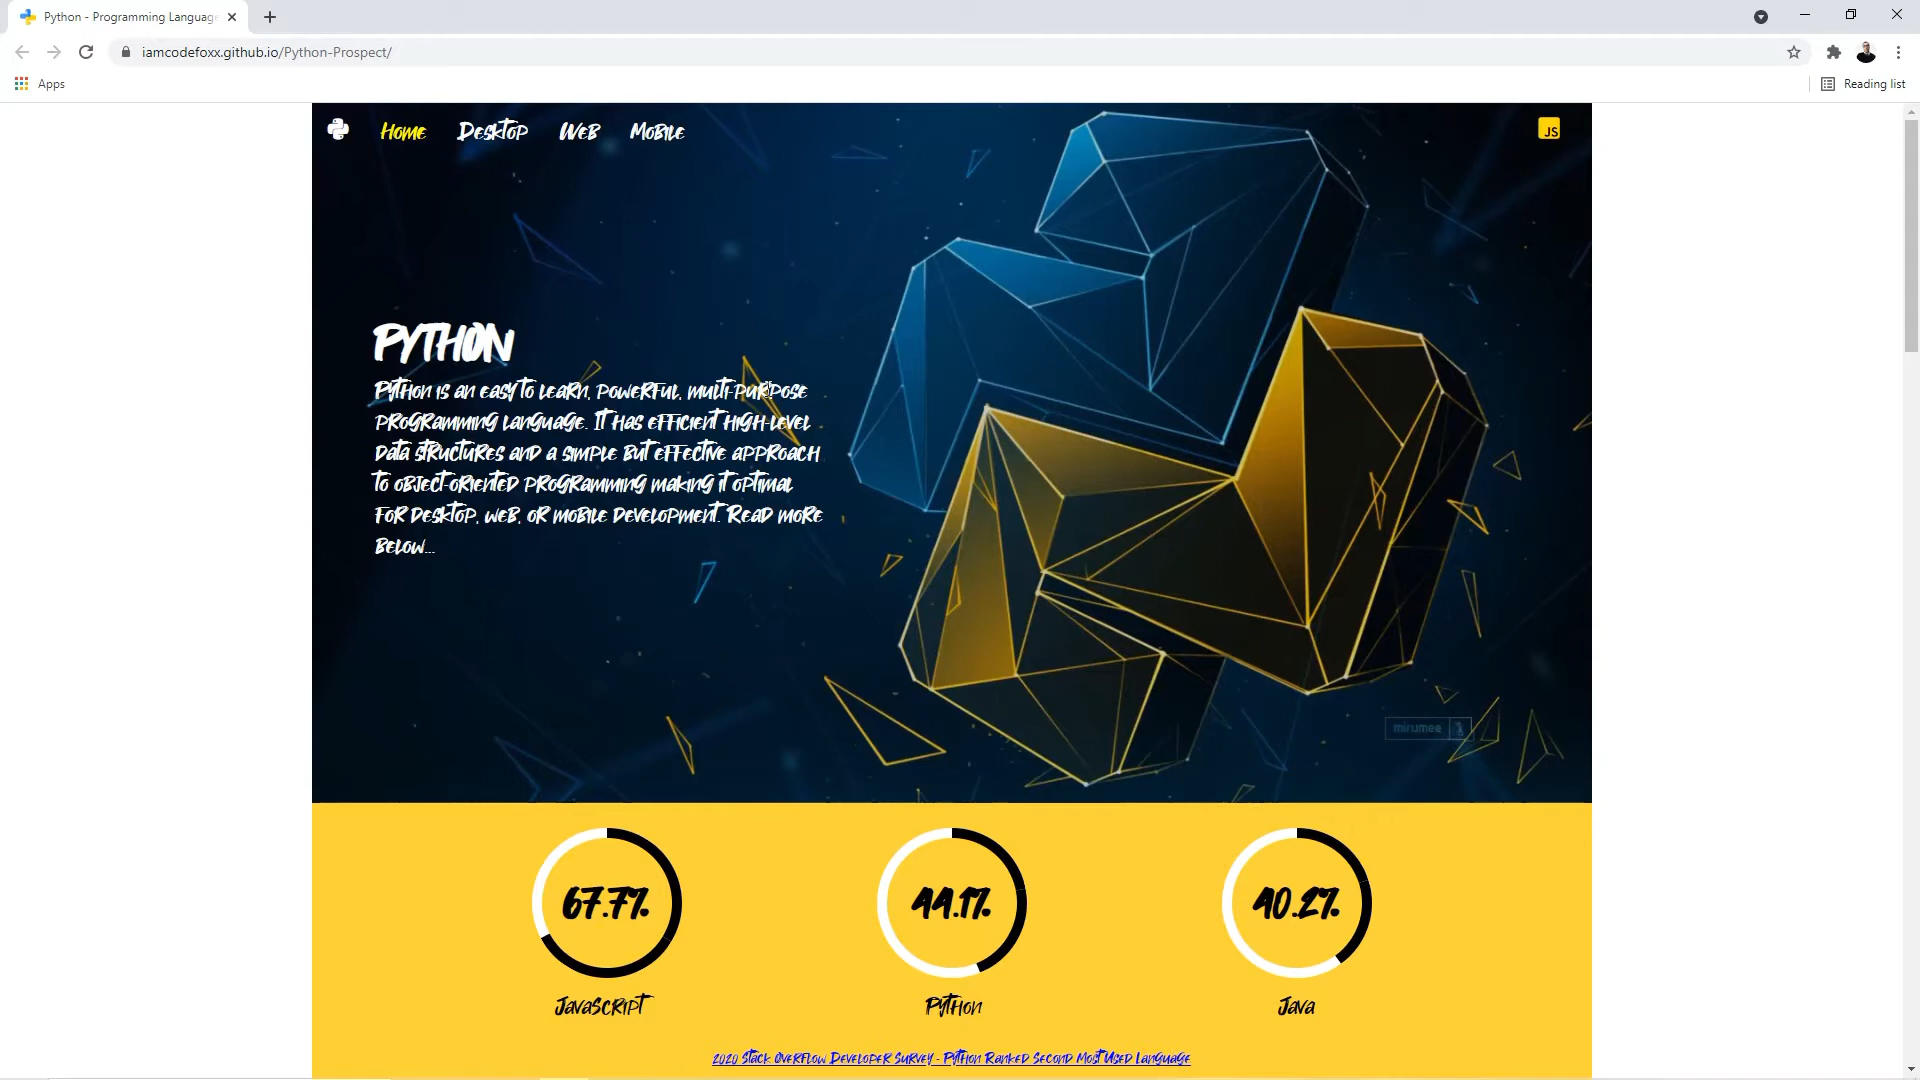 Python - Programming Language
iamcodefoxx.github.io/Python-Prospect/
Apps
Reading list
Home Desktop Web Mobile
JS
PYTHON
Python is an easy to learn, powerful, multi-purpose
programming language. It has efficient high-level
data structures and a simple but effective approach
to object-oriented programming making it optimal
for desktop, web, or mobile development. Read more
below...
mirumee
67.7% 44.1% 40.2%
JavaScript Python Java
2020 Stack Overflow Developer Survey - Python Ranked Second Most Used Language